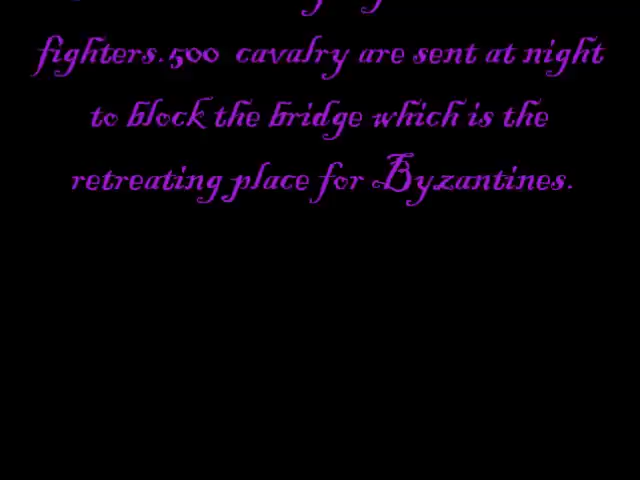 fighters.500 cavalry are sent at night
to block the bridge which is the
retreating place for Byzantines.